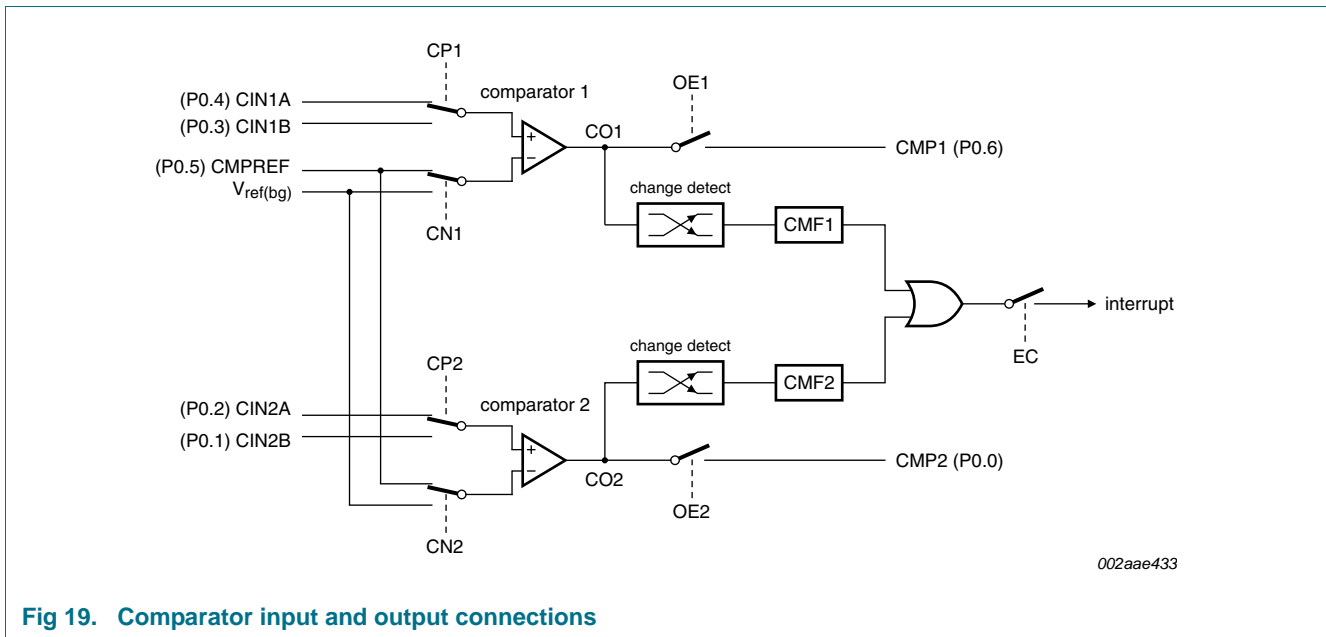 CP1
(P0.4) CIN1A
(P0.3) CIN1B
comparator 1
OE1
+
−
CO1
CMP1 (P0.6)
(P0.5) CMPREF
Vref(bg)
CN1
change detect
CMF1
interrupt
EC
change detect
CMF2
CP2
(P0.2) CIN2A
(P0.1) CIN2B
comparator 2
+
−
CO2
CMP2 (P0.0)
OE2
CN2
002aae433
Fig 19. Comparator input and output connections